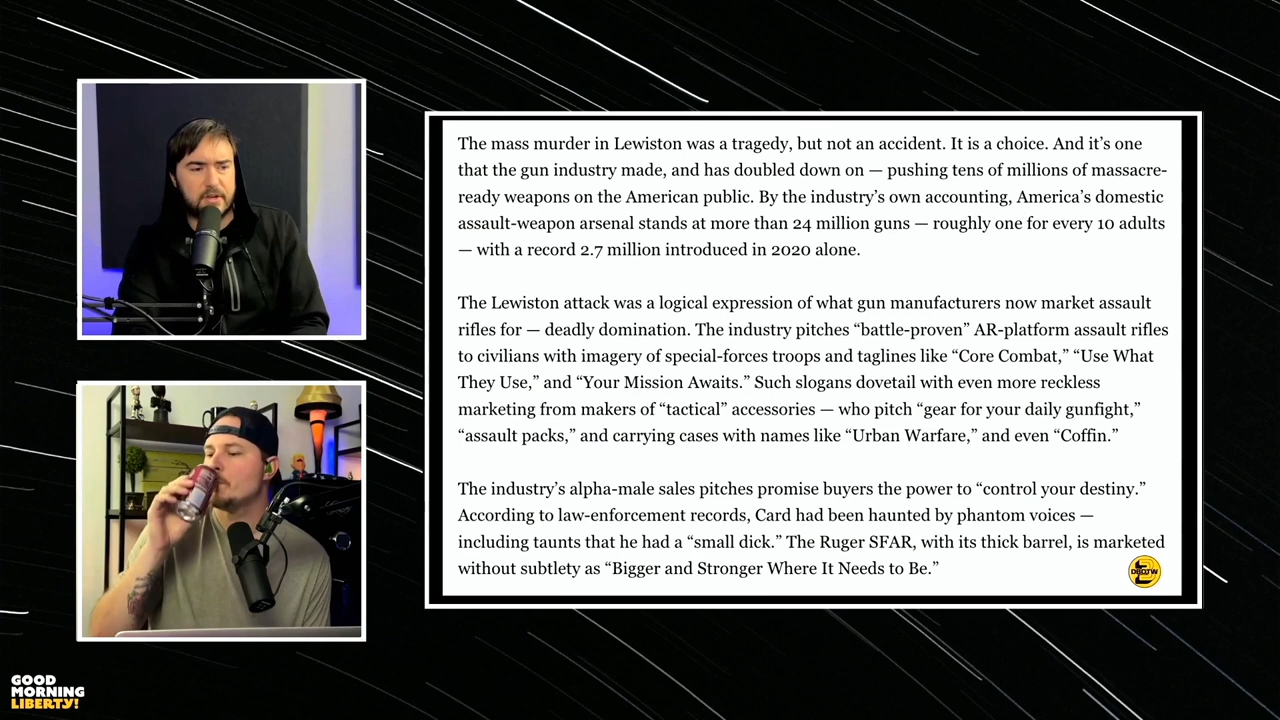 The mass murder in Lewiston was a tragedy, but not an accident. It is a choice. And it’s one
that the gun industry made, and has doubled down on — pushing tens of millions of massacre-
ready weapons on the American public. By the industry’s own accounting, America’s domestic
assault-weapon arsenal stands at more than 24 million guns — roughly one for every 10 adults
— with a record 2.7 million introduced in 2020 alone.
The Lewiston attack was a logical expression of what gun manufacturers now market assault
rifles for — deadly domination. The industry pitches “battle-proven” AR-platform assault rifles
to civilians with imagery of special-forces troops and taglines like “Core Combat,” “Use What
They Use,” and “Your Mission Awaits.” Such slogans dovetail with even more reckless
marketing from makers of “tactical” accessories — who pitch “gear for your daily gunfight,”
“assault packs,” and carrying cases with names like “Urban Warfare,” and even “Coffin.”
The industry’s alpha-male sales pitches promise buyers the power to “control your destiny.”
According to law-enforcement records, Card had been haunted by phantom voices —
including taunts that he had a “small dick.” The Ruger SFAR, with its thick barrel, is marketed
without subtlety as “Bigger and Stronger Where It Needs to Be.”
DBDTW
GOOD
MORNING
LIBERTY!